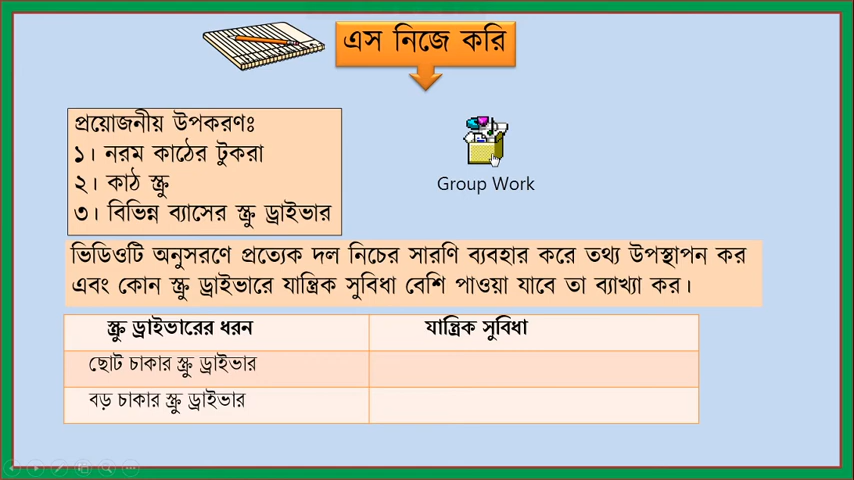 এস নিজে করি
প্রয়োজনীয় উপকরণঃ
১। নরম কাঠের টুকরা
২। কাঠ স্ক্রু
৩। বিভিন্ন ব্যাসের স্ক্রু ড্রাইভার
Group Work
ভিডিওটি অনুসরণে প্রত্যেক দল নিচের সারণি ব্যবহার করে তথ্য উপস্থাপন কর
এবং কোন স্ক্রু ড্রাইভারে যান্ত্রিক সুবিধা বেশি পাওয়া যাবে তা ব্যাখ্যা কর।
স্ক্রু ড্রাইভারের ধরন যান্ত্রিক সুবিধা
ছোট চাকার স্ক্রু ড্রাইভার
বড় চাকার স্ক্রু ড্রাইভার